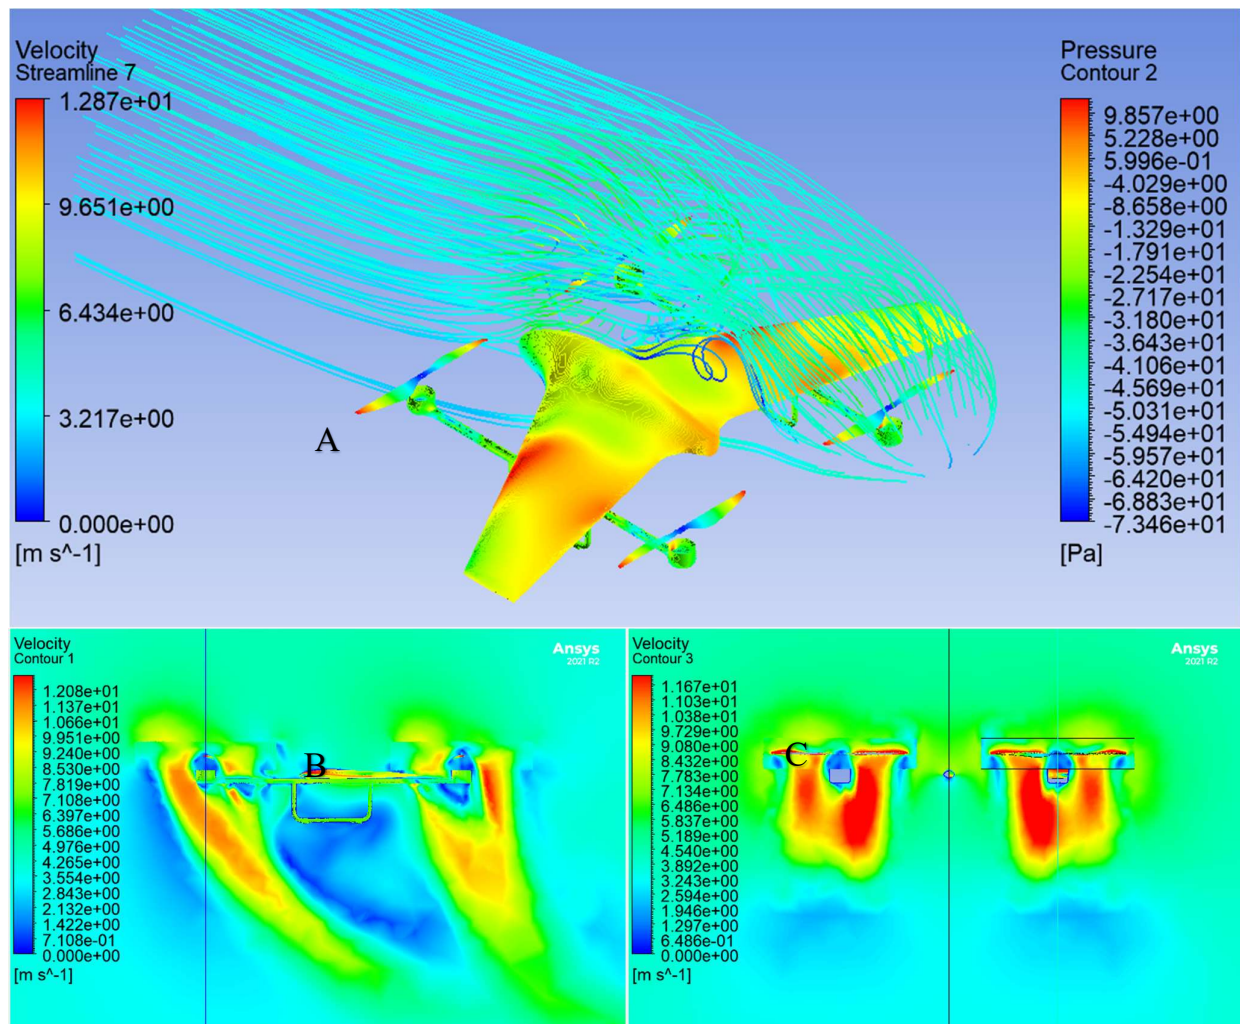 Velocity
Streamline 7
1.287e+01
9.651e+00
6.434e+00
3.217e+00
0.000e+00
[m s^-1]
Pressure
Contour 2
9.857e+00
5.228e+00
5.996e-01
-4.029e+00
-8.658e+00
-1.329e+01
-1.791e+01
-2.254e+01
-2.717e+01
-3.180e+01
-3.643e+01
-4.106e+01
-4.569e+01
-5.031e+01
-5.494e+01
-5.957e+01
-6.420e+01
-6.883e+01
-7.346e+01
[Pa]
A
Velocity
Contour 1
1.208e+01
1.137e+01
1.066e+01
9.951e+00
9.240e+00
8.530e+00
7.819e+00
7.108e+00
6.397e+00
5.686e+00
4.976e+00
4.265e+00
3.554e+00
2.843e+00
2.132e+00
1.422e+00
7.108e-01
0.000e+00
[m s^-1]
Ansys
2021 R2
B
Velocity
Contour 3
1.167e+01
1.103e+01
1.038e+01
9.729e+00
9.080e+00
8.432e+00
7.783e+00
7.134e+00
6.486e+00
5.837e+00
5.189e+00
4.540e+00
3.892e+00
3.243e+00
2.594e+00
1.946e+00
1.297e+00
6.486e-01
0.000e+00
[m s^-1]
Ansys
2021 R2
C